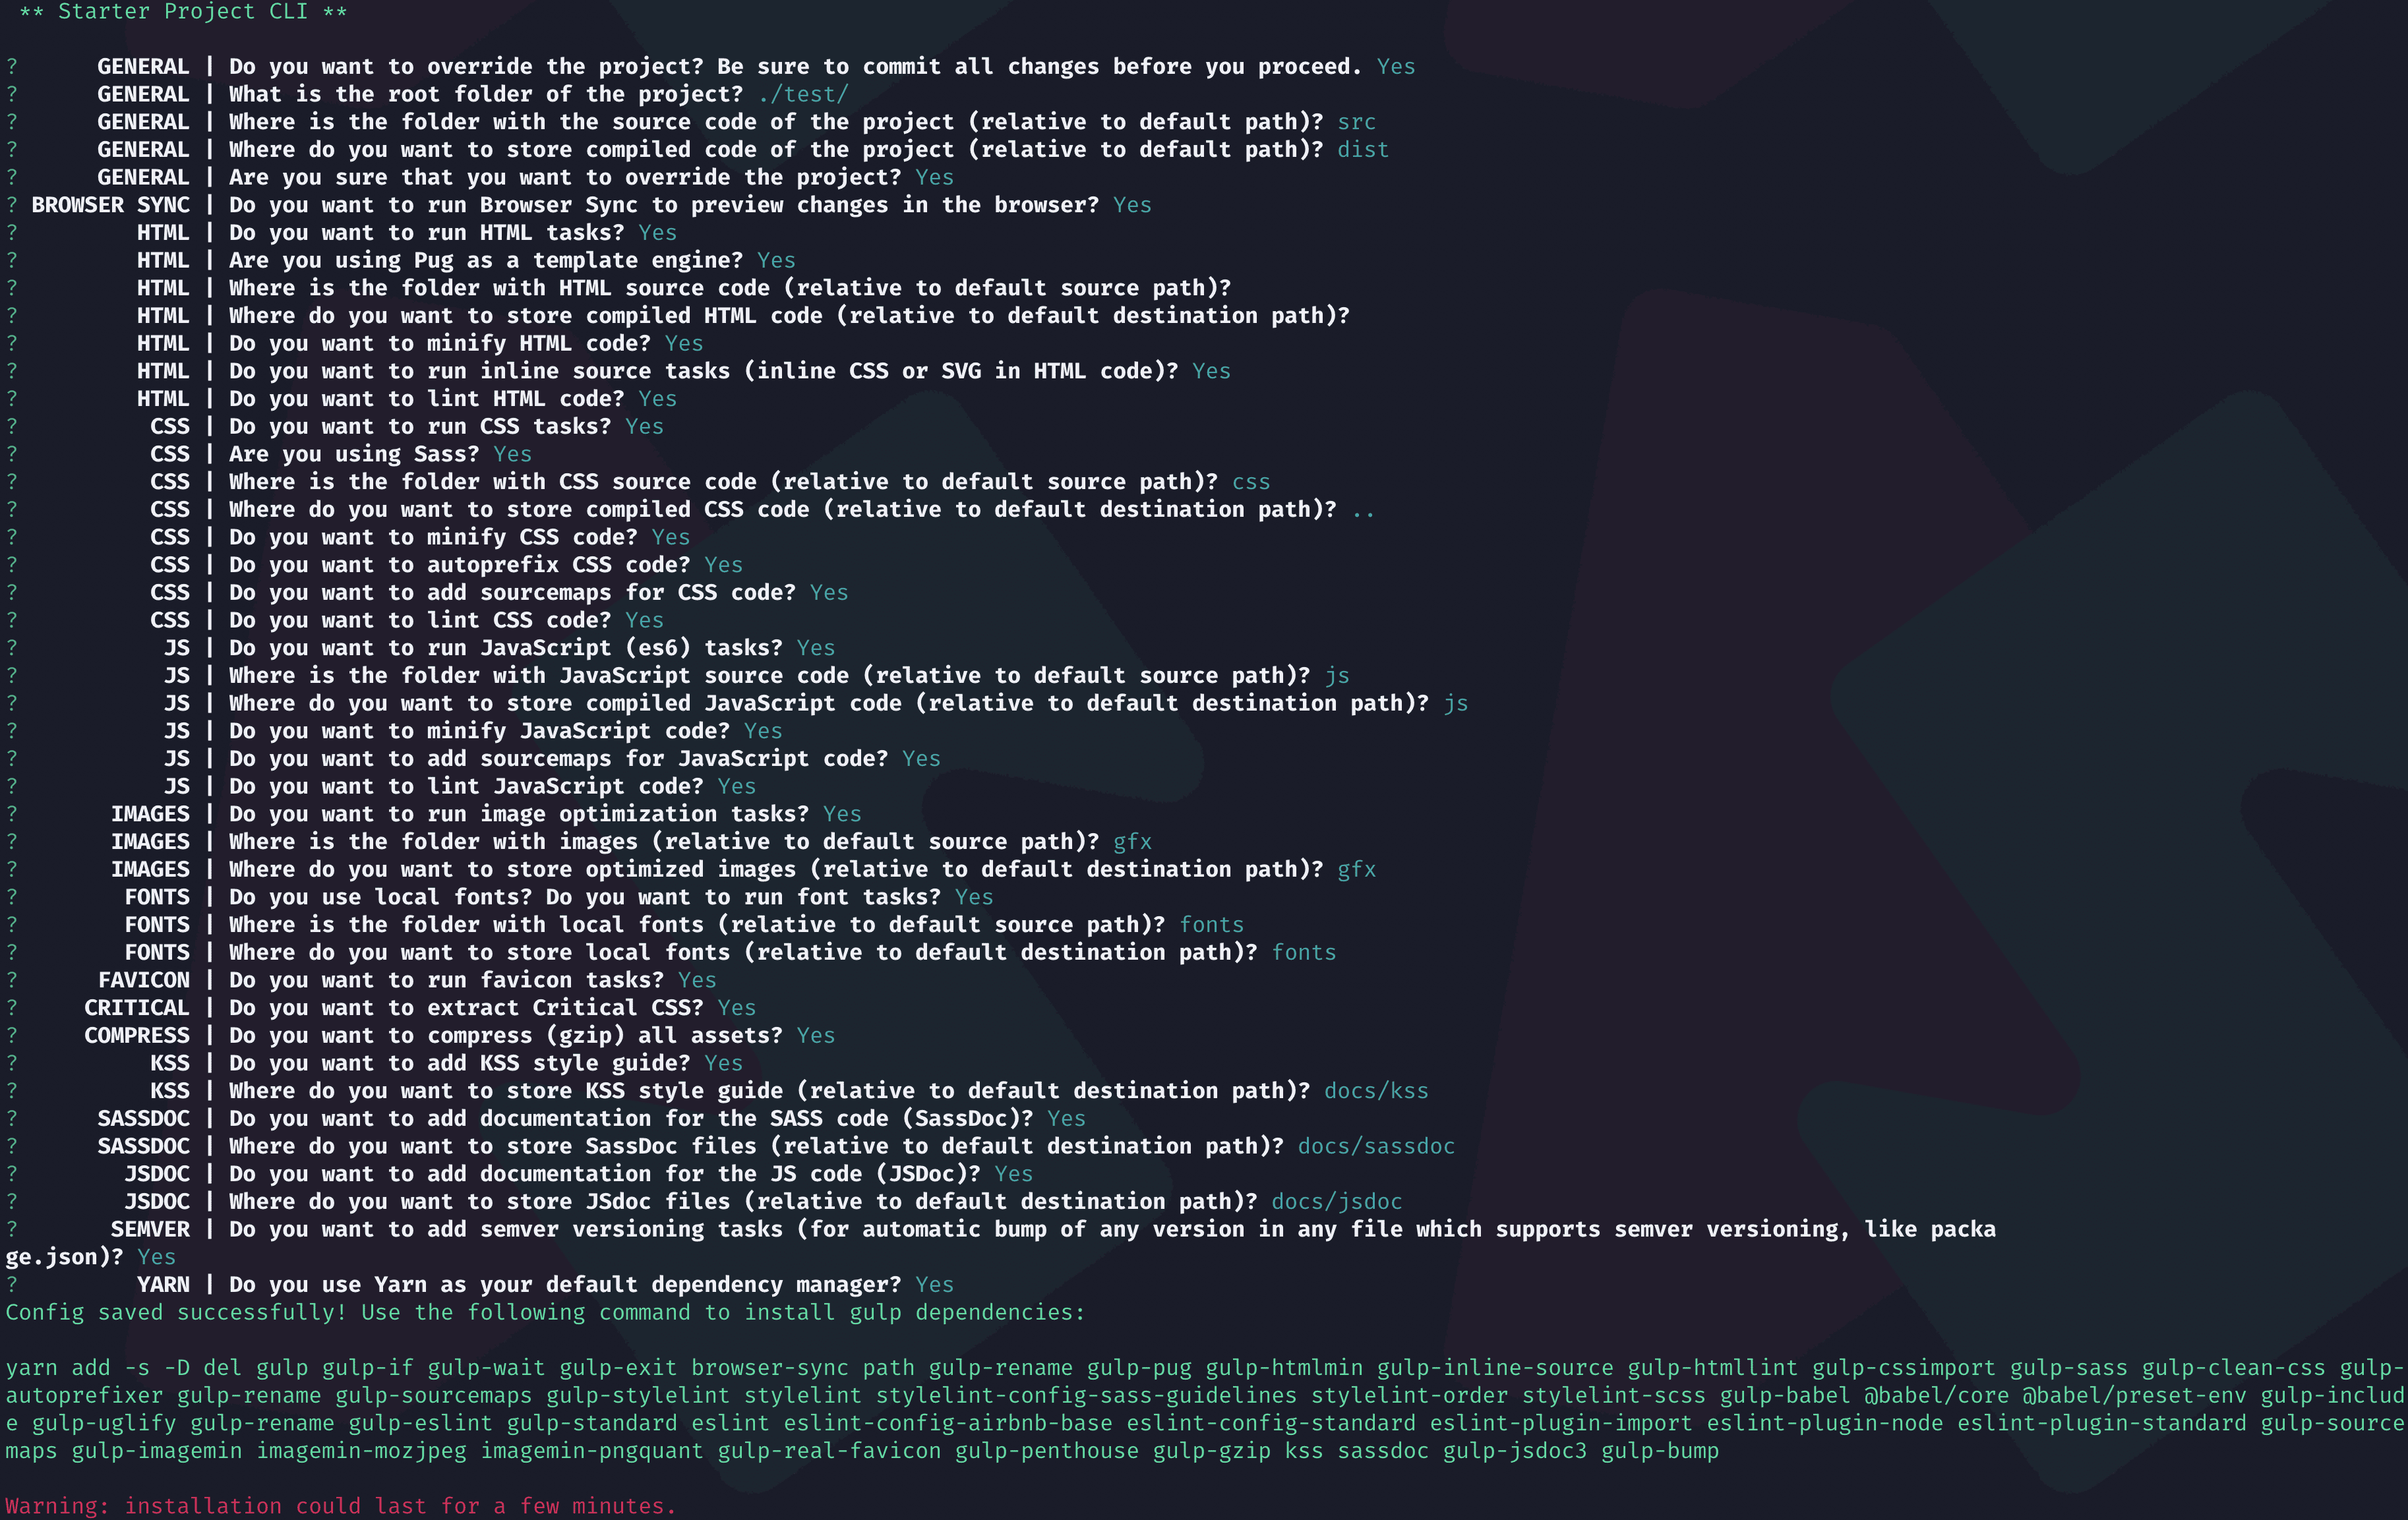 ** Starter Project CLI **
? GENERAL | Do you want to override the project? Be sure to commit all changes before you proceed. Yes
? GENERAL | What is the root folder of the project? ./test/
? GENERAL | Where is the folder with the source code of the project (relative to default path)? src
? GENERAL | Where do you want to store compiled code of the project (relative to default path)? dist
? GENERAL | Are you sure that you want to override the project? Yes
? BROWSER SYNC | Do you want to run Browser Sync to preview changes in the browser? Yes
? HTML | Do you want to run HTML tasks? Yes
? HTML | Are you using Pug as a template engine? Yes
? HTML | Where is the folder with HTML source code (relative to default source path)?
? HTML | Where do you want to store compiled HTML code (relative to default destination path)?
? HTML | Do you want to minify HTML code? Yes
? HTML | Do you want to run inline source tasks (inline CSS or SVG in HTML code)? Yes
? HTML | Do you want to lint HTML code? Yes
? CSS | Do you want to run CSS tasks? Yes
? CSS | Are you using Sass? Yes
? CSS | Where is the folder with CSS source code (relative to default source path)? css
? CSS | Where do you want to store compiled CSS code (relative to default destination path)? ..
? CSS | Do you want to minify CSS code? Yes
? CSS | Do you want to autoprefix CSS code? Yes
? CSS | Do you want to add sourcemaps for CSS code? Yes
? CSS | Do you want to lint CSS code? Yes
? JS | Do you want to run JavaScript (es6) tasks? Yes
? JS | Where is the folder with JavaScript source code (relative to default source path)? js
? JS | Where do you want to store compiled JavaScript code (relative to default destination path)? js
? JS | Do you want to minify JavaScript code? Yes
? JS | Do you want to add sourcemaps for JavaScript code? Yes
? JS | Do you want to lint JavaScript code? Yes
? IMAGES | Do you want to run image optimization tasks? Yes
? IMAGES | Where is the folder with images (relative to default source path)? gfx
? IMAGES | Where do you want to store optimized images (relative to default destination path)? gfx
? FONTS | Do you use local fonts? Do you want to run font tasks? Yes
? FONTS | Where is the folder with local fonts (relative to default source path)? fonts
? FONTS | Where do you want to store local fonts (relative to default destination path)? fonts
? FAVICON | Do you want to run favicon tasks? Yes
? CRITICAL | Do you want to extract Critical CSS? Yes
? COMPRESS | Do you want to compress (gzip) all assets? Yes
? KSS | Do you want to add KSS style guide? Yes
? KSS | Where do you want to store KSS style guide (relative to default destination path)? docs/kss
? SASSDOC | Do you want to add documentation for the SASS code (SassDoc)? Yes
? SASSDOC | Where do you want to store SassDoc files (relative to default destination path)? docs/sassdoc
? JSDOC | Do you want to add documentation for the JS code (JSDoc)? Yes
? JSDOC | Where do you want to store JSdoc files (relative to default destination path)? docs/jsdoc
? SEMVER | Do you want to add semver versioning tasks (for automatic bump of any version in any file which supports semver versioning, like packa
ge.json)? Yes
? YARN | Do you use Yarn as your default dependency manager? Yes
Config saved successfully! Use the following command to install gulp dependencies:
yarn add -s -D del gulp gulp-if gulp-wait gulp-exit browser-sync path gulp-rename gulp-pug gulp-htmlmin gulp-inline-source gulp-htmllint gulp-cssimport gulp-sass gulp-clean-css gulp-
autoprefixer gulp-rename gulp-sourcemaps gulp-stylelint stylelint stylelint-config-sass-guidelines stylelint-order stylelint-scss gulp-babel @babel/core @babel/preset-env gulp-includ
e gulp-uglify gulp-rename gulp-eslint gulp-standard eslint eslint-config-airbnb-base eslint-config-standard eslint-plugin-import eslint-plugin-node eslint-plugin-standard gulp-source
maps gulp-imagemin imagemin-mozjpeg imagemin-pngquant gulp-real-favicon gulp-penthouse gulp-gzip kss sassdoc gulp-jsdoc3 gulp-bump
Warning: installation could last for a few minutes.